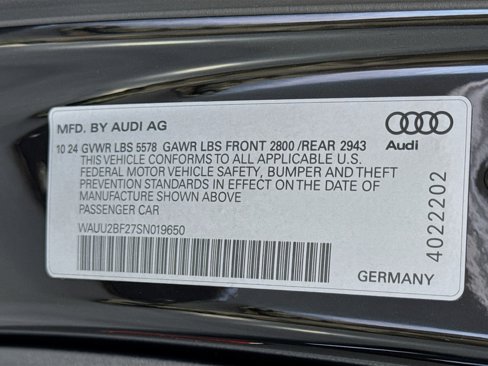 MFD. BY AUDI AG
10 24 GVWR LBS 5578 GAWR LBS FRONT 2800 /REAR 2943
THIS VEHICLE CONFORMS TO ALL APPLICABLE U.S.
FEDERAL MOTOR VEHICLE SAFETY, BUMPER AND THEFT
PREVENTION STANDARDS IN EFFECT ON THE DATE OF
MANUFACTURE SHOWN ABOVE
PASSENGER CAR
WAUU2BF27SN019650
Audi
4022202
GERMANY